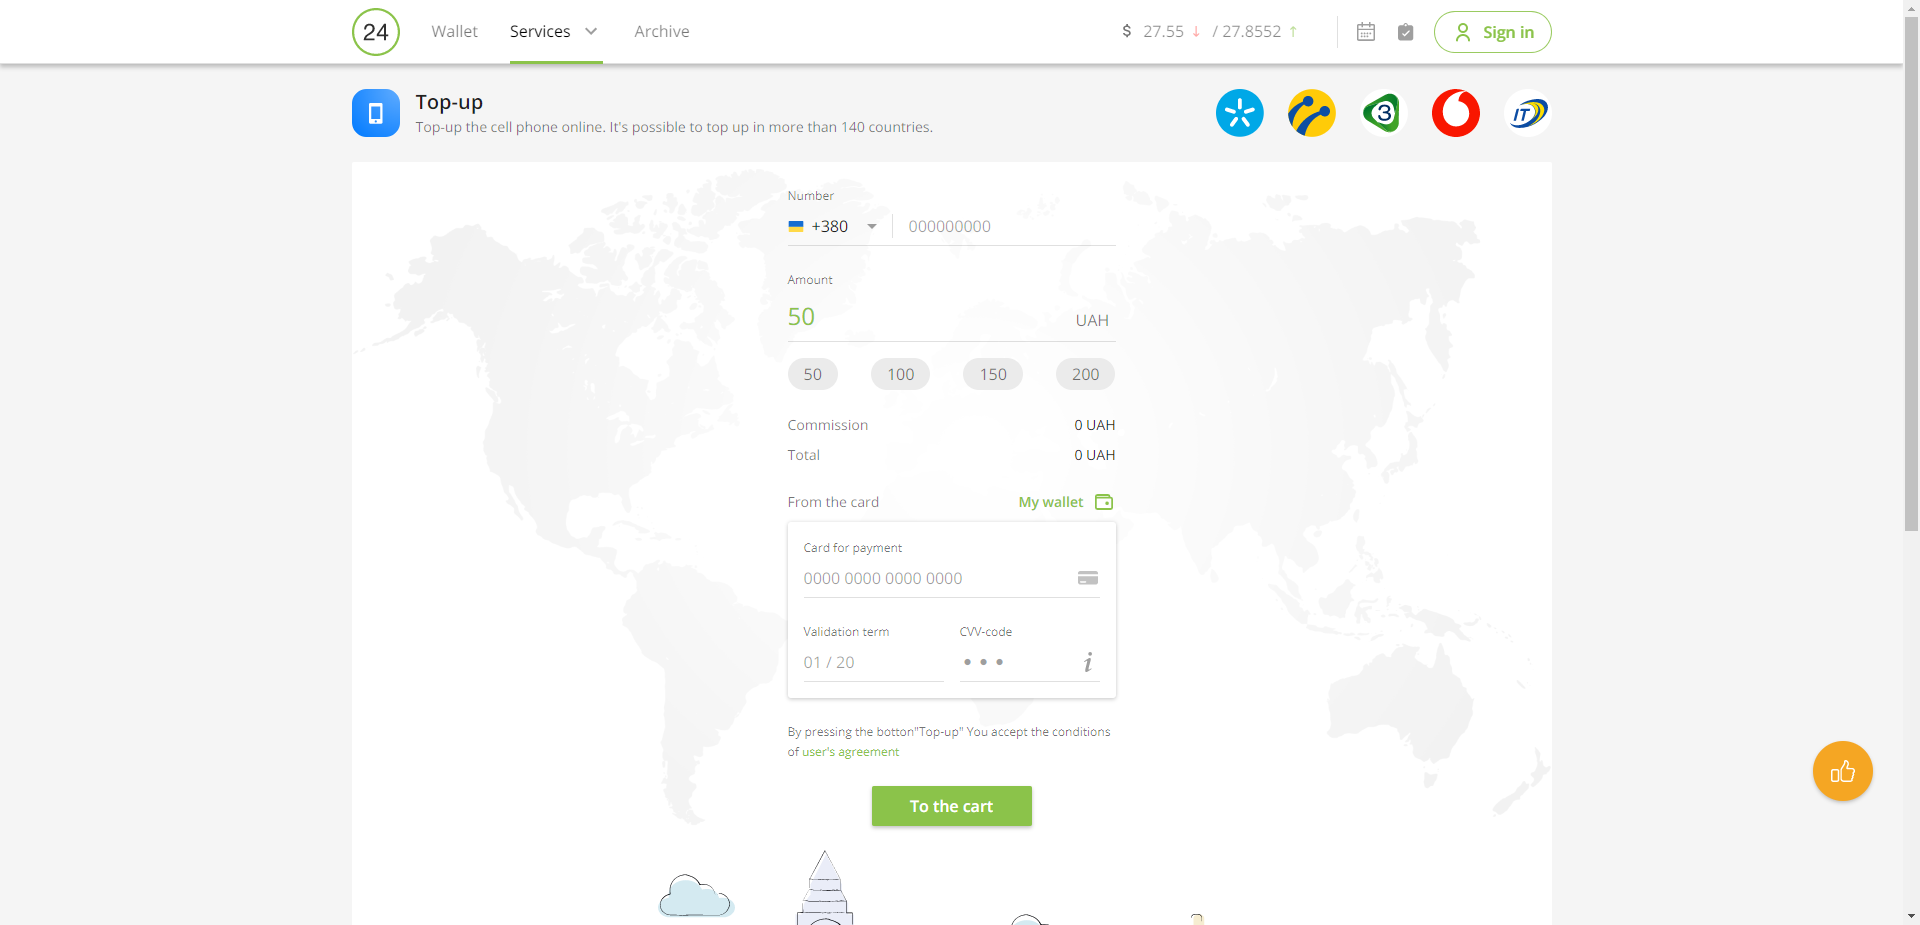 24 Wallet Services Archive $ 27.55 ↓ / 27.8552 ↑ Sign in
Top-up
Top-up the cell phone online. It's possible to top up in more than 140 countries.
3 IT
Number
+380 000000000
Amount
50 UAH
50 100 150 200
Commission 0 UAH
Total 0 UAH
From the card My wallet
Card for payment
0000 0000 0000 0000
Validation term CVV-code
01 / 20 • • • i
By pressing the botton"Top-up" You accept the conditions
of user's agreement
To the cart